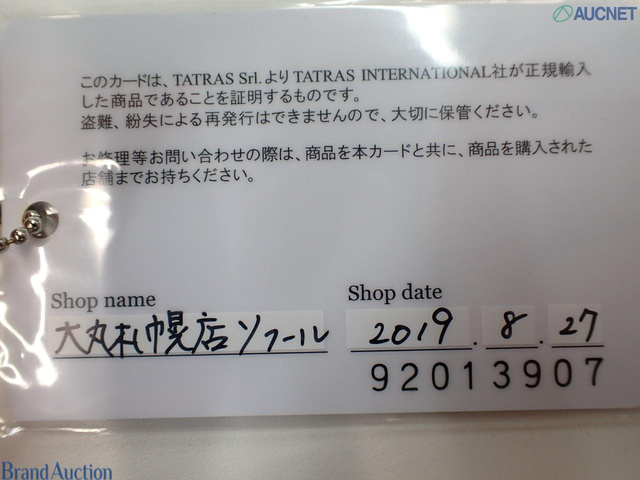 AUCNET
このカードは、TATRAS Srl.よりTATRAS INTERNATIONAL社が正規輸入
した商品であることを証明するものです。
盗難、紛失による再発行はできませんので、大切に保管ください。
お修理等お問い合わせの際は、商品を本カードと共に、商品を購入された
店舗までお持ちください。
Shop name
Shop date
大丸札幌店ソフール
2019.8.27
92013907
Brand Auction